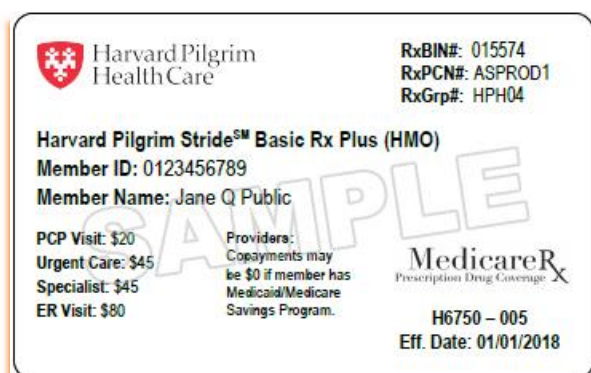 Harvard Pilgrim
HealthCare
RxBIN#: 015574
RxPCN#: ASPROD1
RxGrp#: HPH04
Harvard Pilgrim Stride℠ Basic Rx Plus (HMO)
Member ID: 0123456789
Member Name: Jane Q Public
SAMPLE
PCP Visit: $20
Urgent Care: $45
Specialist: $45
ER Visit: $80
Providers:
Copayments may
be $0 if member has
Medicaid/Medicare
Savings Program.
MedicareRx
Prescription Drug Coverage
H6750 – 005
Eff. Date: 01/01/2018